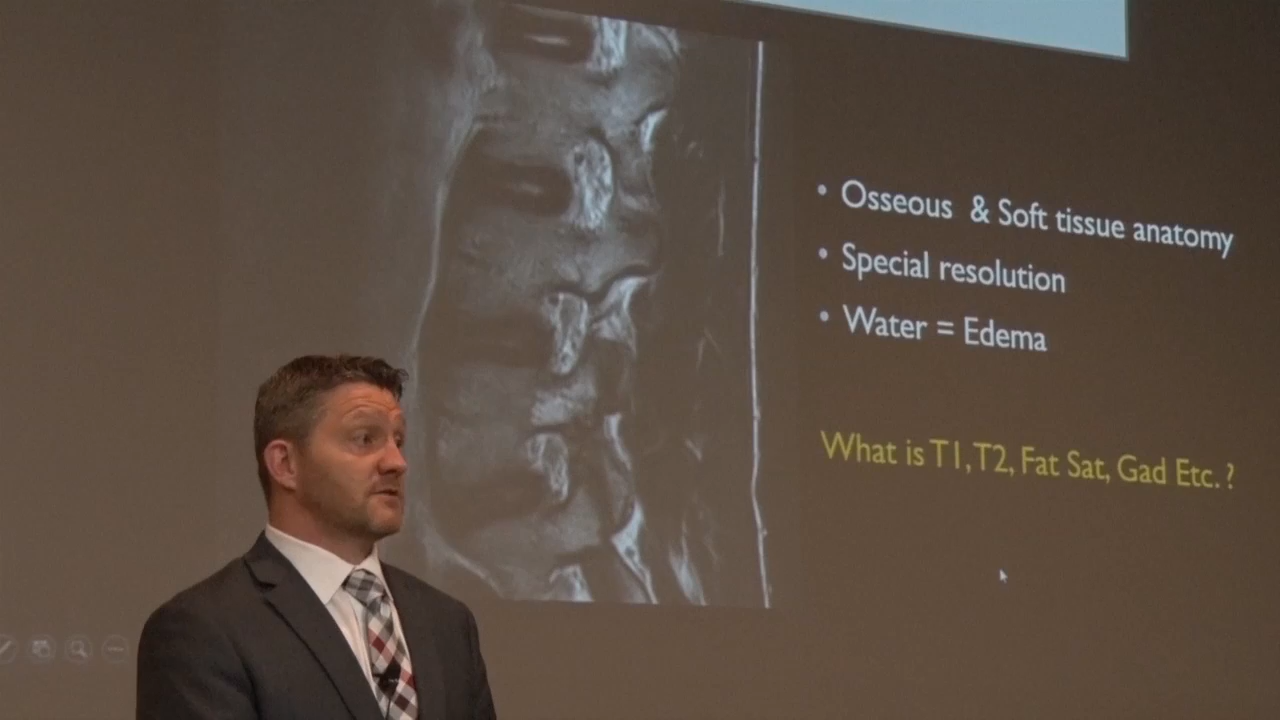 • Osseous & Soft tissue anatomy
• Special resolution
• Water = Edema
What is T1, T2, Fat Sat, Gad Etc. ?